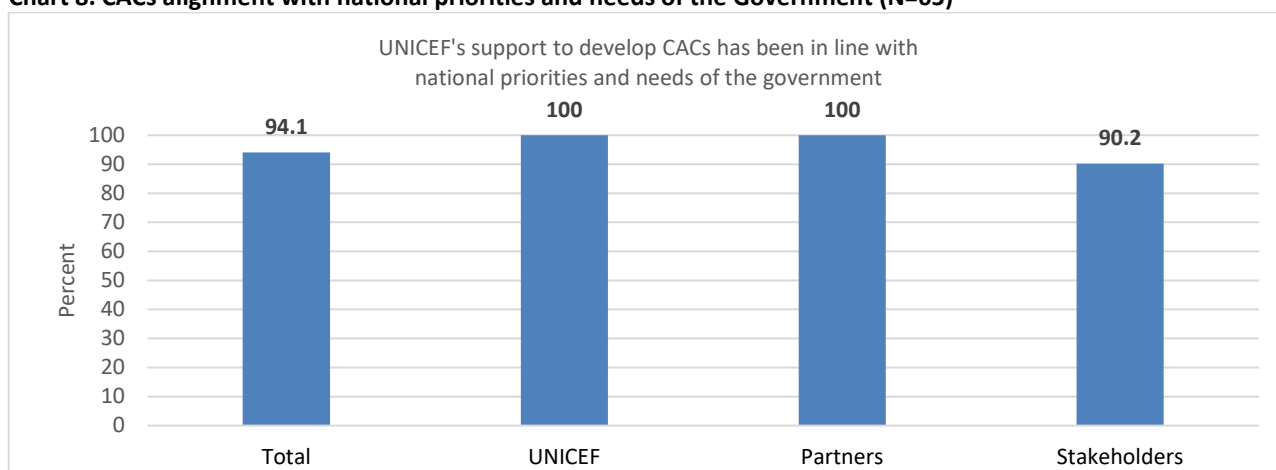 Chart 8. CACs alignment with national priorities and needs of the Government (N=65)
UNICEF's support to develop CACs has been in line with
national priorities and needs of the government
94.1
100
100
90.2
100
90
80
70
60
50
40
30
20
10
0
Percent
Total
UNICEF
Partners
Stakeholders